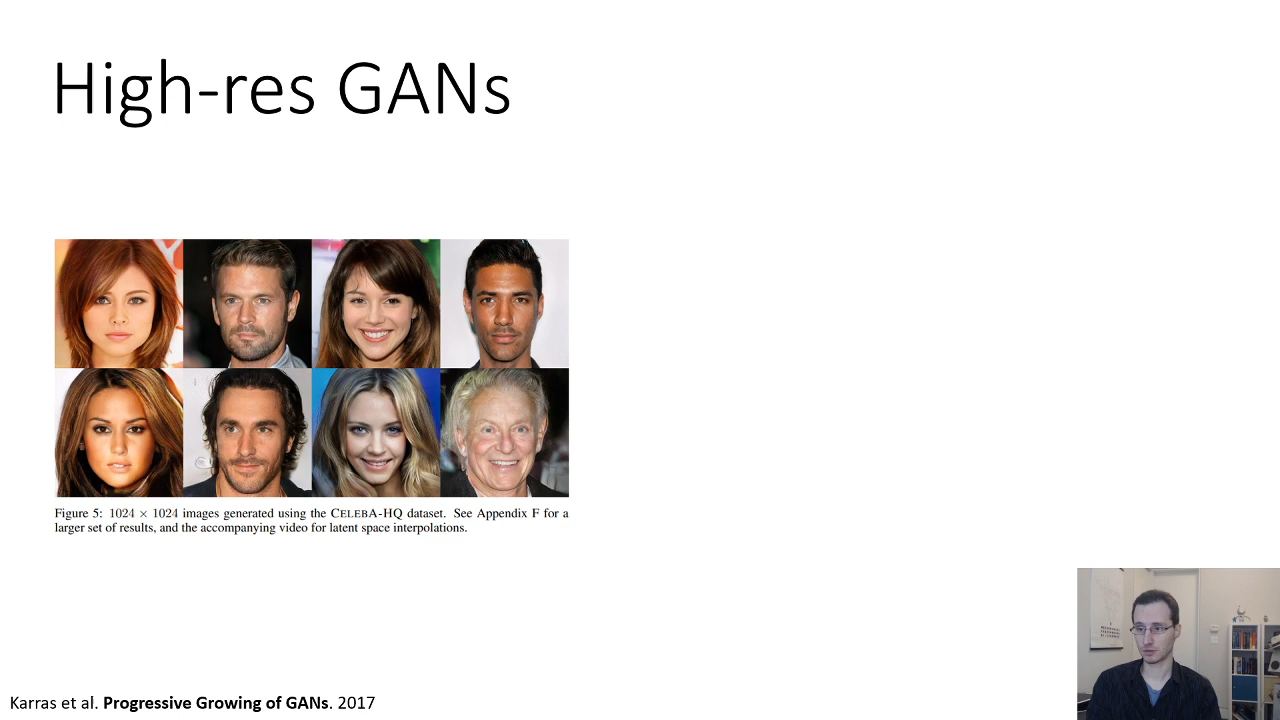 High-res GANs
Figure 5: 1024 × 1024 images generated using the CELEBA-HQ dataset. See Appendix F for a
larger set of results, and the accompanying video for latent space interpolations.
Karras et al. Progressive Growing of GANs. 2017